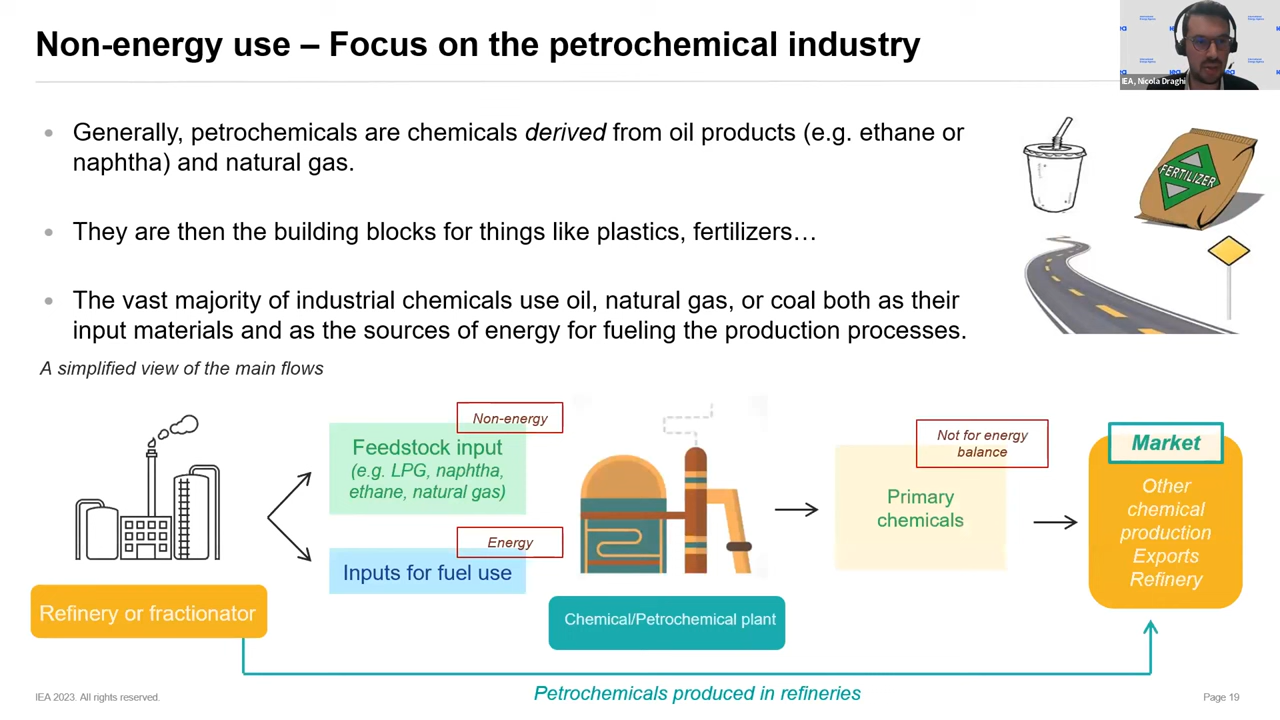 Non-energy use – Focus on the petrochemical industry
IEA, Nicola Draghi
Generally, petrochemicals are chemicals derived from oil products (e.g. ethane or
naphtha) and natural gas.
They are then the building blocks for things like plastics, fertilizers…
The vast majority of industrial chemicals use oil, natural gas, or coal both as their
input materials and as the sources of energy for fueling the production processes.
FERTILIZER
A simplified view of the main flows
Refinery or fractionator
Non-energy
Feedstock input
(e.g. LPG, naphtha,
ethane, natural gas)
Energy
Inputs for fuel use
Chemical/Petrochemical plant
Not for energy
balance
Primary
chemicals
Market
Other
chemical
production
Exports
Refinery
Petrochemicals produced in refineries
IEA 2023. All rights reserved.
Page 19